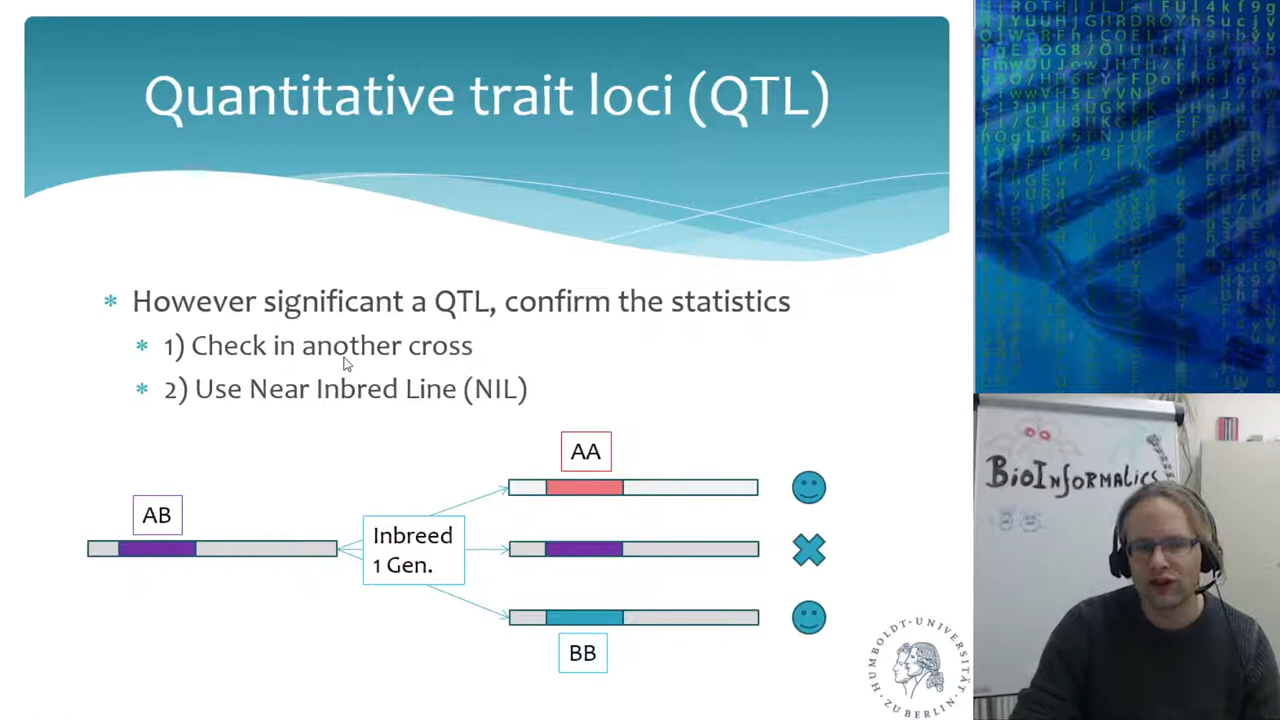 Quantitative trait loci (QTL)
However significant a QTL, confirm the statistics
1) Check in another cross
2) Use Near Inbred Line (NIL)
AA
AB
Inbreed
1 Gen.
BB
HUMBOLDT-UNIVERSITÄT
ZU BERLIN
BioInformatics